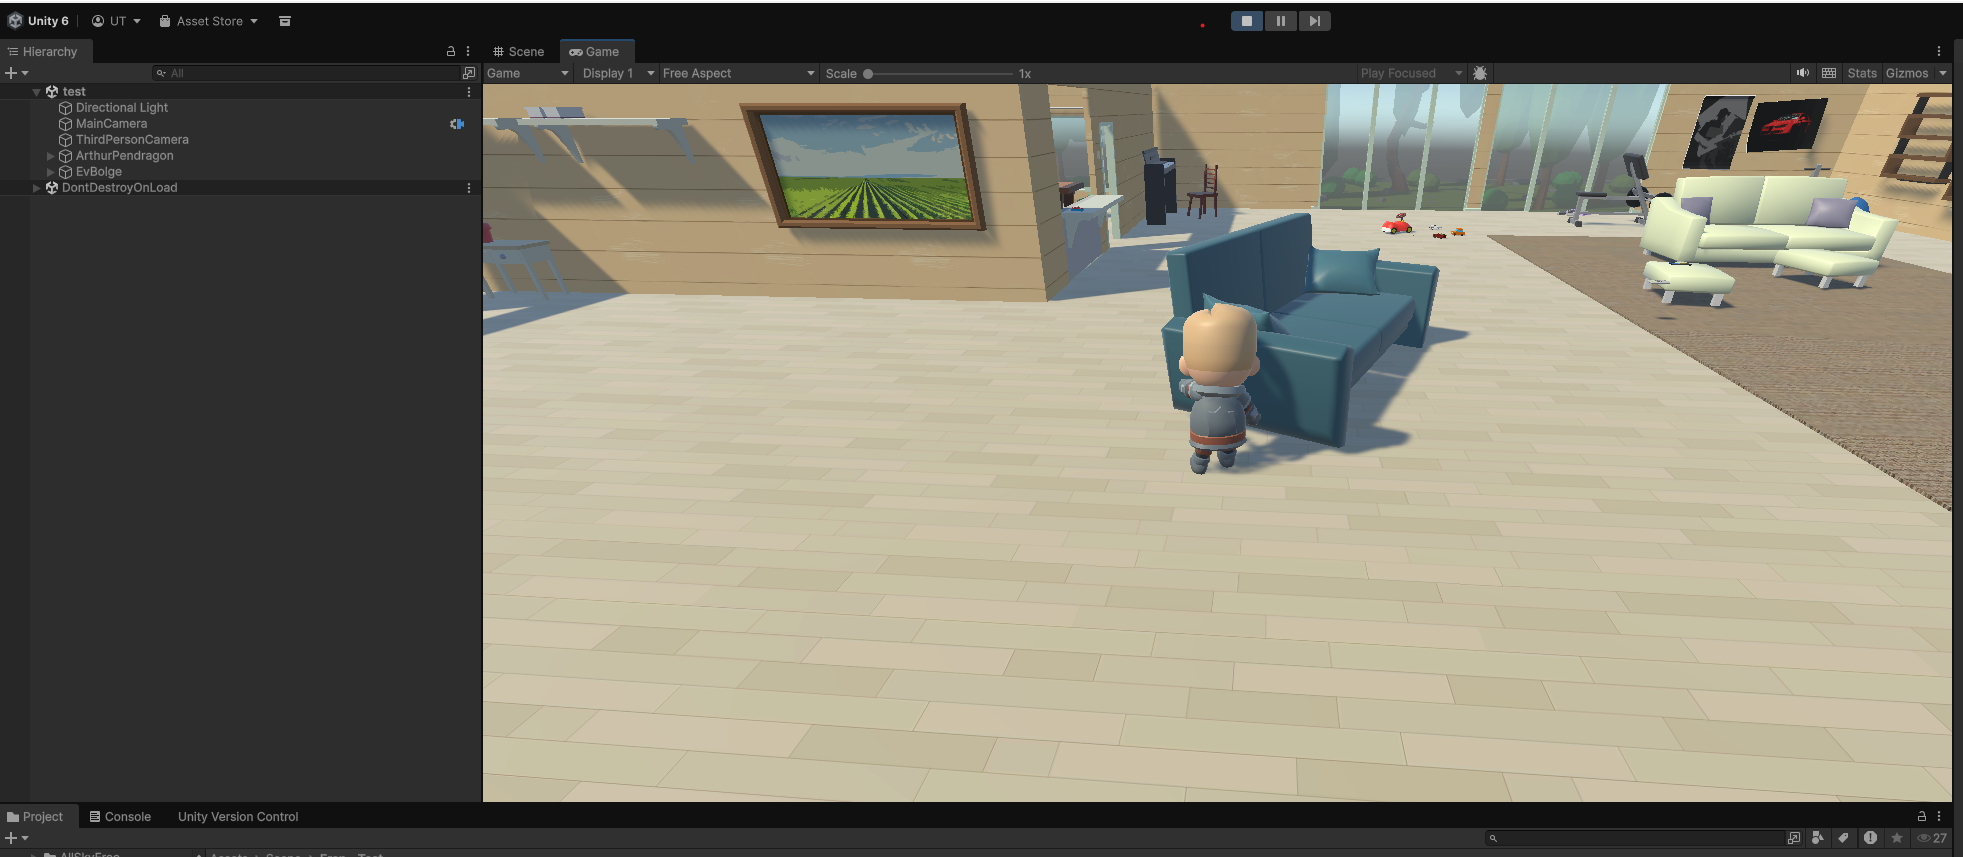 Unity 6 UT Asset Store
Hierarchy
All
test
Directional Light
MainCamera
ThirdPersonCamera
ArthurPendragon
EvBolge
DontDestroyOnLoad
Scene Game
Game Display 1 Free Aspect Scale 1x Play Focused Stats Gizmos
Project Console Unity Version Control
27